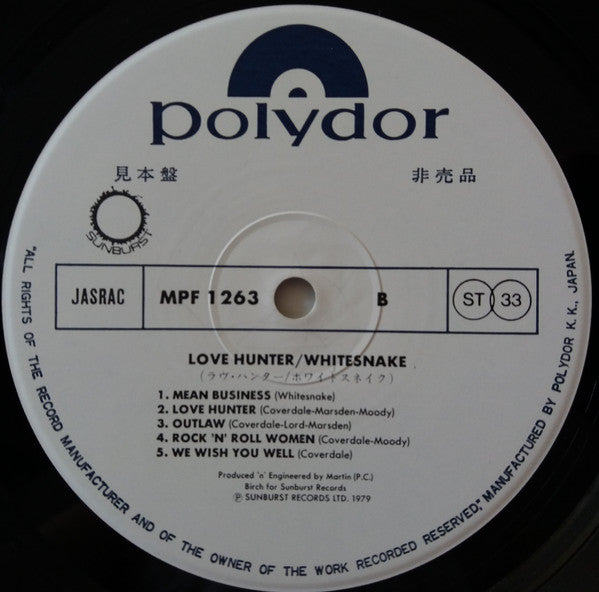 polydor
見本盤 非売品
SUNBURST
JASRAC MPF 1263 B ST 33
LOVE HUNTER/WHITESNAKE
(ラヴ・ハンター/ホワイトスネイク)
1. MEAN BUSINESS (Whitesnake)
2. LOVE HUNTER (Coverdale-Marsden-Moody)
3. OUTLAW (Coverdale-Lord-Marsden)
4. ROCK 'N' ROLL WOMEN (Coverdale-Moody)
5. WE WISH YOU WELL (Coverdale)
Produced 'n' Engineered by Martin (P.C.)
Birch for Sunburst Records
Ⓟ SUNBURST RECORDS LTD. 1979
"ALL RIGHTS OF THE RECORD MANUFACTURER AND OF THE OWNER OF THE WORK RECORDED RESERVED;" MANUFACTURED BY POLYDOR K.K., JAPAN.